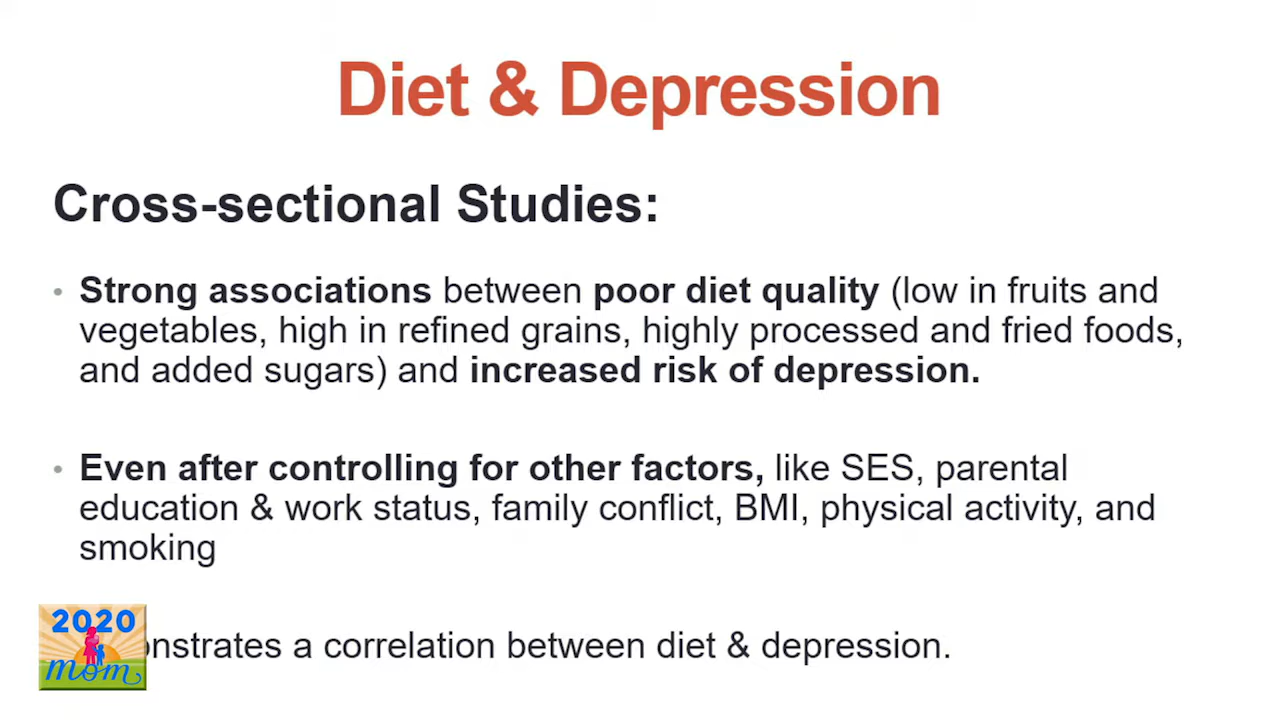 Diet & Depression
Cross-sectional Studies:
• Strong associations between poor diet quality (low in fruits and
vegetables, high in refined grains, highly processed and fried foods,
and added sugars) and increased risk of depression.
• Even after controlling for other factors, like SES, parental
education & work status, family conflict, BMI, physical activity, and
smoking
onstrates a correlation between diet & depression.
2020
mom